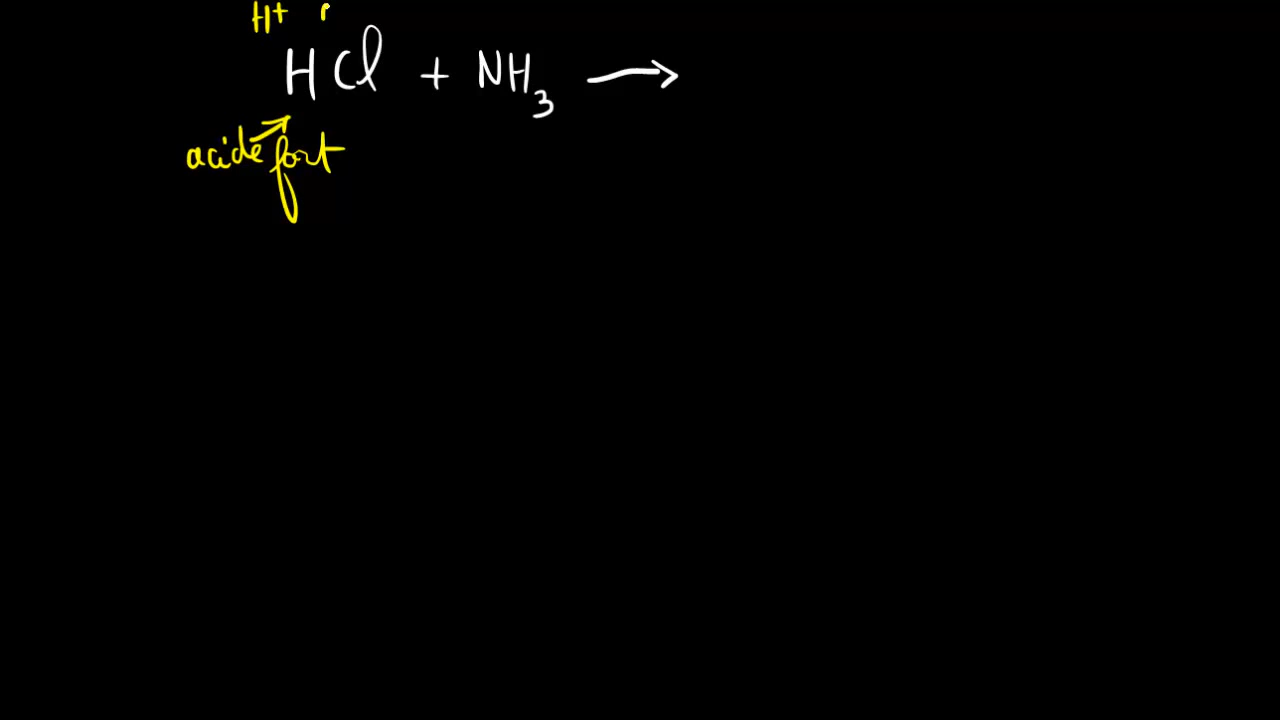 H+
HCl + NH3 →
acide fort